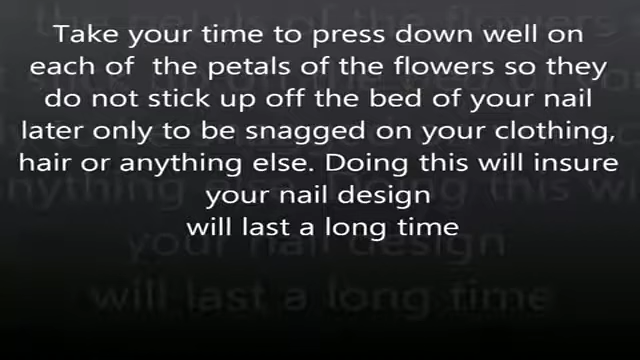 Take your time to press down well on
each of the petals of the flowers so they
do not stick up off the bed of your nail
later only to be snagged on your clothing,
hair or anything else. Doing this will insure
your nail design
will last a long time